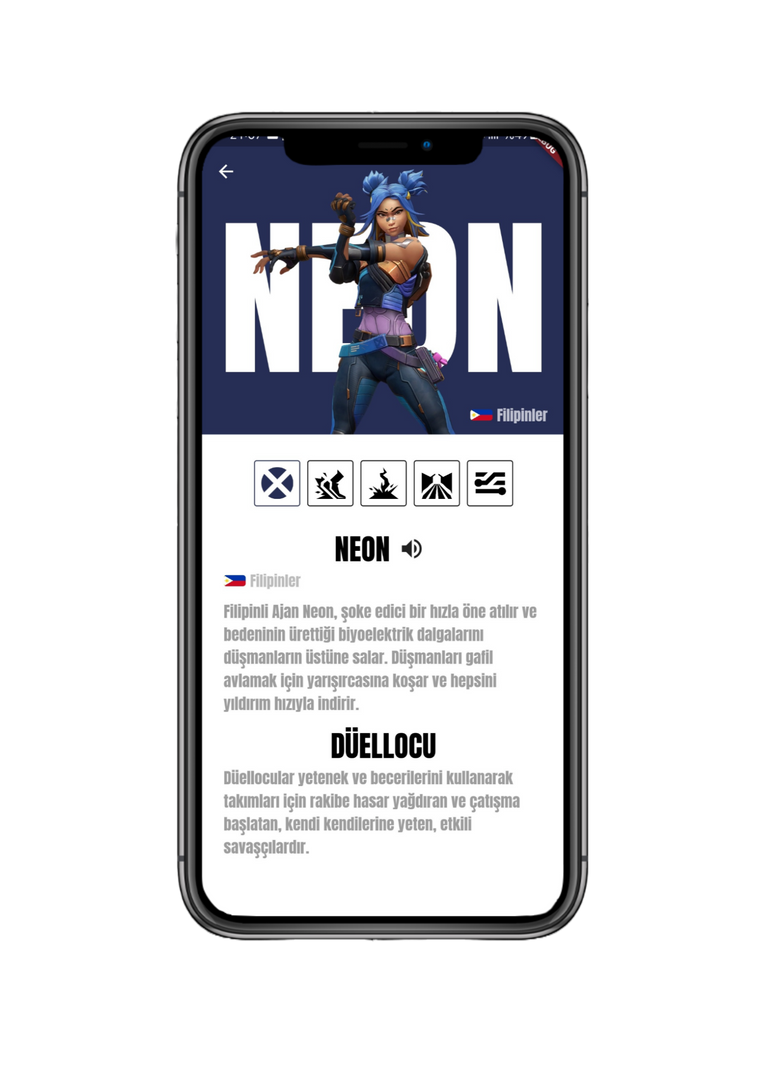 NEON
Filipinler
NEON
Filipinler
Filipinli Ajan Neon, şoke edici bir hızla öne atılır ve
bedeninin ürettiği biyoelektrik dalgalarını
düşmanların üstüne salar. Düşmanları gafil
avlamak için yarışırcasına koşar ve hepsini
yıldırım hızıyla indirir.
DÜELLOCU
Düellocular yetenek ve becerilerini kullanarak
takımları için rakibe hasar yağdıran ve çatışma
başlatan, kendi kendilerine yeten, etkili
savaşçılardır.